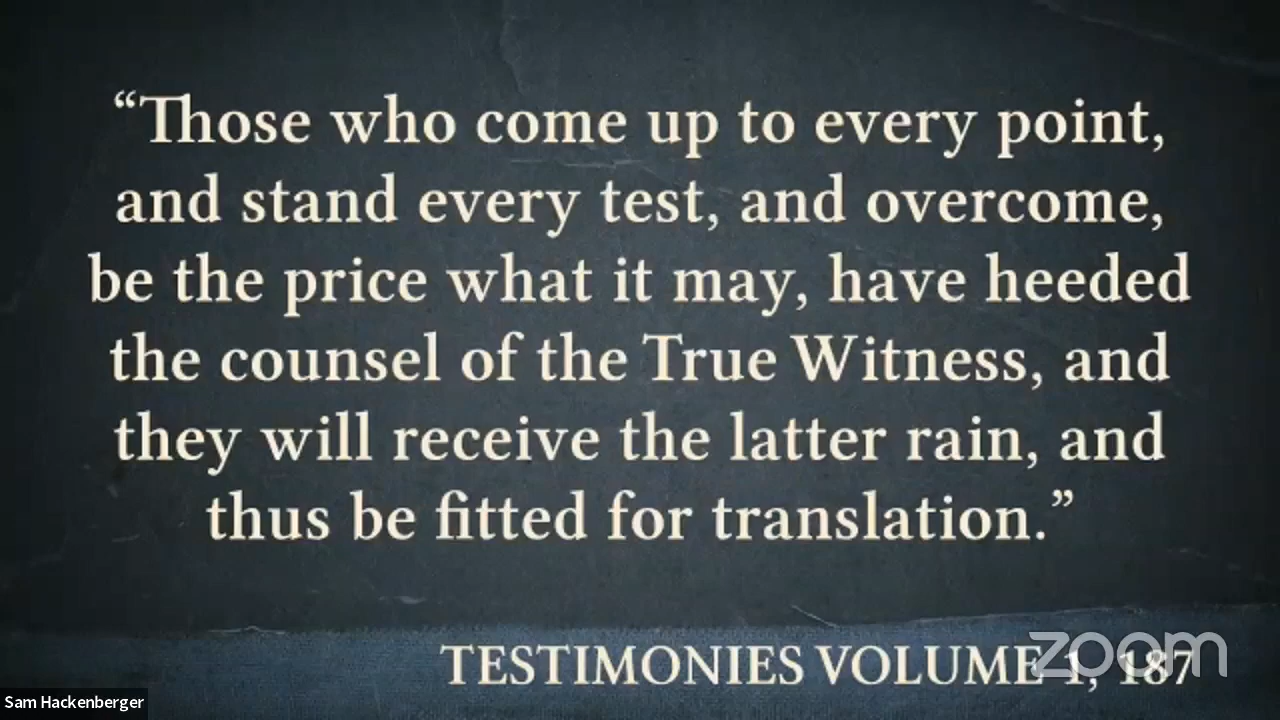 “Those who come up to every point,
and stand every test, and overcome,
be the price what it may, have heeded
the counsel of the True Witness, and
they will receive the latter rain, and
thus be fitted for translation.”
TESTIMONIES VOLUME 1, 187
zoom
Sam Hackenberger